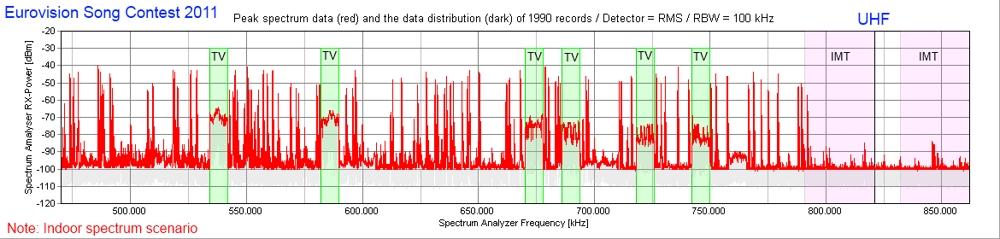 Eurovision Song Contest 2011
Peak spectrum data (red) and the data distribution (dark) of 1990 records / Detector = RMS / RBW = 100 kHz
UHF
Spectrum Analyser RX-Power [dBm]
-20
-30
-40
-50
-60
-70
-80
-90
-100
-110
-120
TV TV TV TV TV TV IMT IMT
500.000 550.000 600.000 650.000 700.000 750.000 800.000 850.000
Spectrum Analyzer Frequency [kHz]
Note: Indoor spectrum scenario